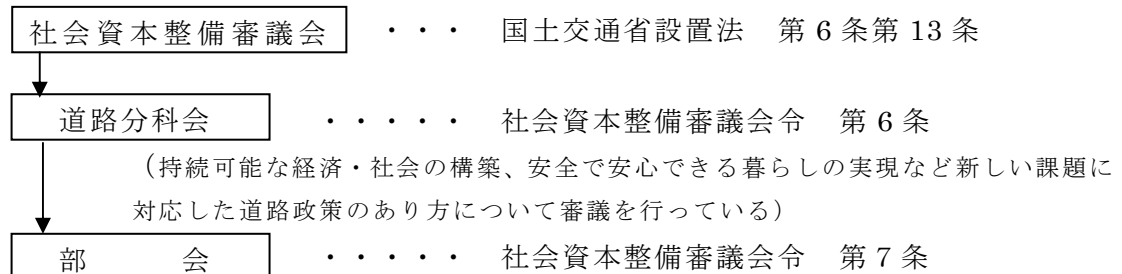 社会資本整備審議会 ・・・ 国土交通省設置法 第6条第13条
道路分科会 ・・・・・ 社会資本整備審議会令 第6条
(持続可能な経済・社会の構築、安全で安心できる暮らしの実現など新しい課題に
対応した道路政策のあり方について審議を行っている)
部 会 ・・・・・ 社会資本整備審議会令 第7条